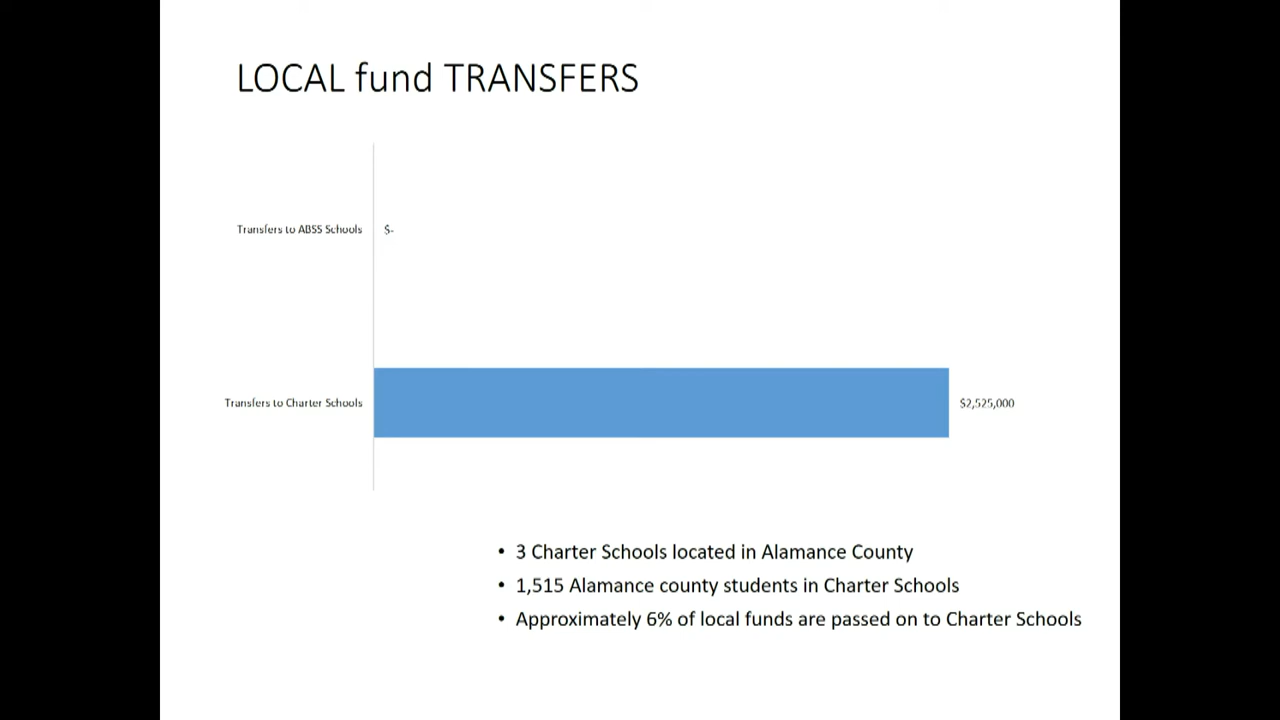 LOCAL fund TRANSFERS
Transfers to ABSS Schools
$-
Transfers to Charter Schools
$2,525,000
• 3 Charter Schools located in Alamance County
• 1,515 Alamance county students in Charter Schools
• Approximately 6% of local funds are passed on to Charter Schools